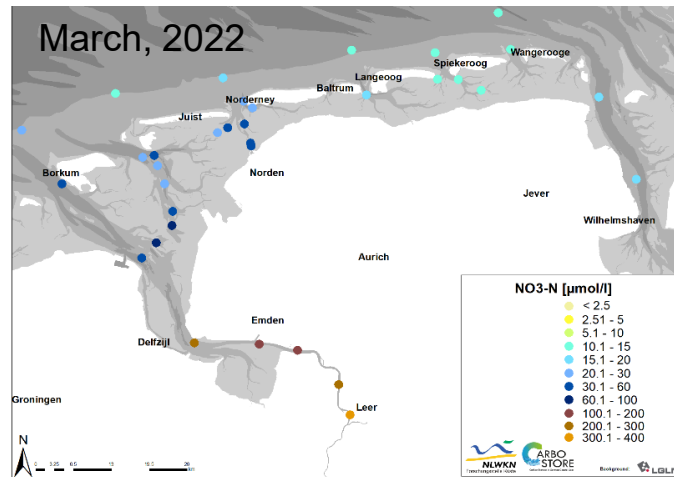 March, 2022
Wangerooge
Spiekeroog
Langeoog
Baltrum
Norderney
Juist
Borkum
Norden
Jever
Wilhelmshaven
Aurich
Emden
Delfzijl
Groningen
Leer
NO3-N [µmol/l]
< 2.5
2.51 - 5
5.1 - 10
10.1 - 15
15.1 - 20
20.1 - 30
30.1 - 60
60.1 - 100
100.1 - 200
200.1 - 300
300.1 - 400
N
NLWKN
CARBO
STORE
Background
LGLN